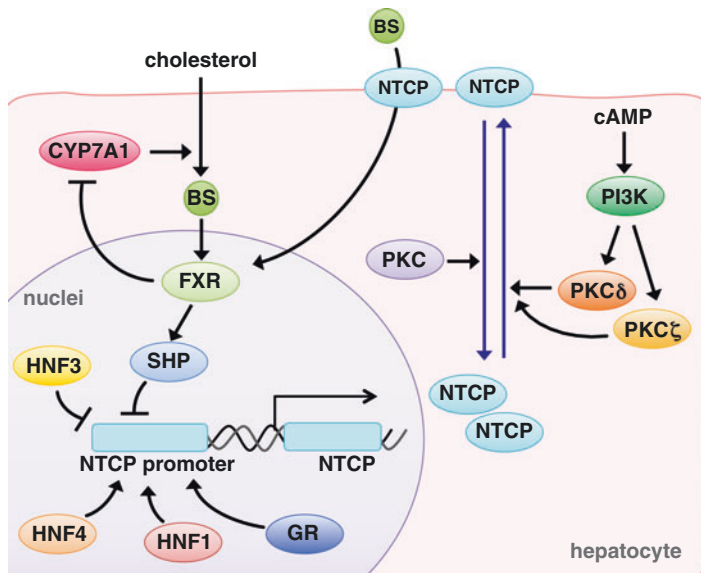 BS
cholesterol
NTCP
NTCP
cAMP
CYP7A1
BS
PI3K
PKC
FXR
PKCδ
nuclei
PKCζ
SHP
HNF3
NTCP
NTCP
NTCP promoter
NTCP
HNF4
HNF1
GR
hepatocyte